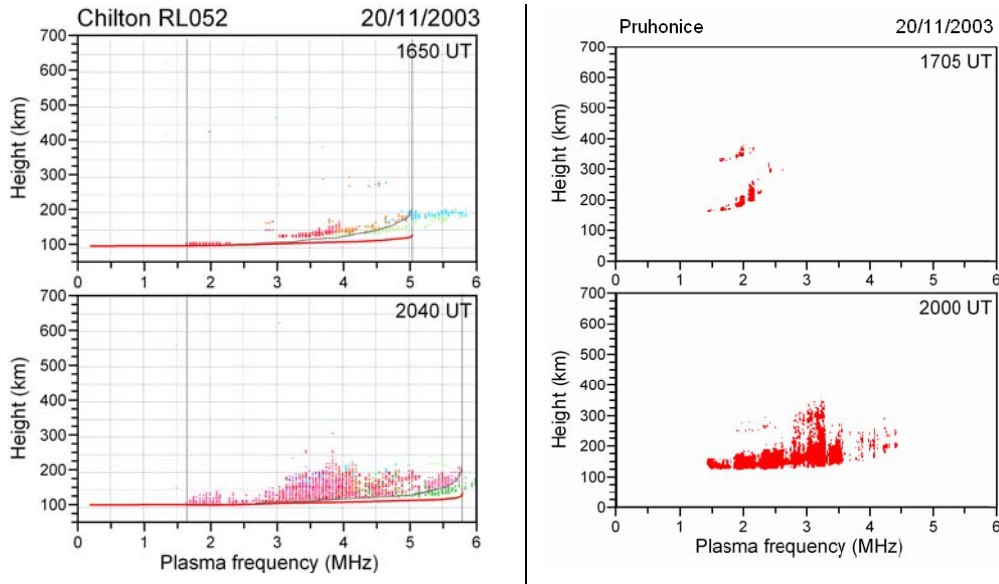 Chilton RL052 20/11/2003
1650 UT
700
600
500
400
300
200
100
Height (km)
0 1 2 3 4 5 6
2040 UT
700
600
500
400
300
200
100
Height (km)
0 1 2 3 4 5 6
Plasma frequency (MHz)
Pruhonice 20/11/2003
1705 UT
700
600
500
400
300
200
100
0
Height (km)
0 1 2 3 4 5 6
2000 UT
700
600
500
400
300
200
100
0
Height (km)
0 1 2 3 4 5 6
Plasma frequency (MHz)